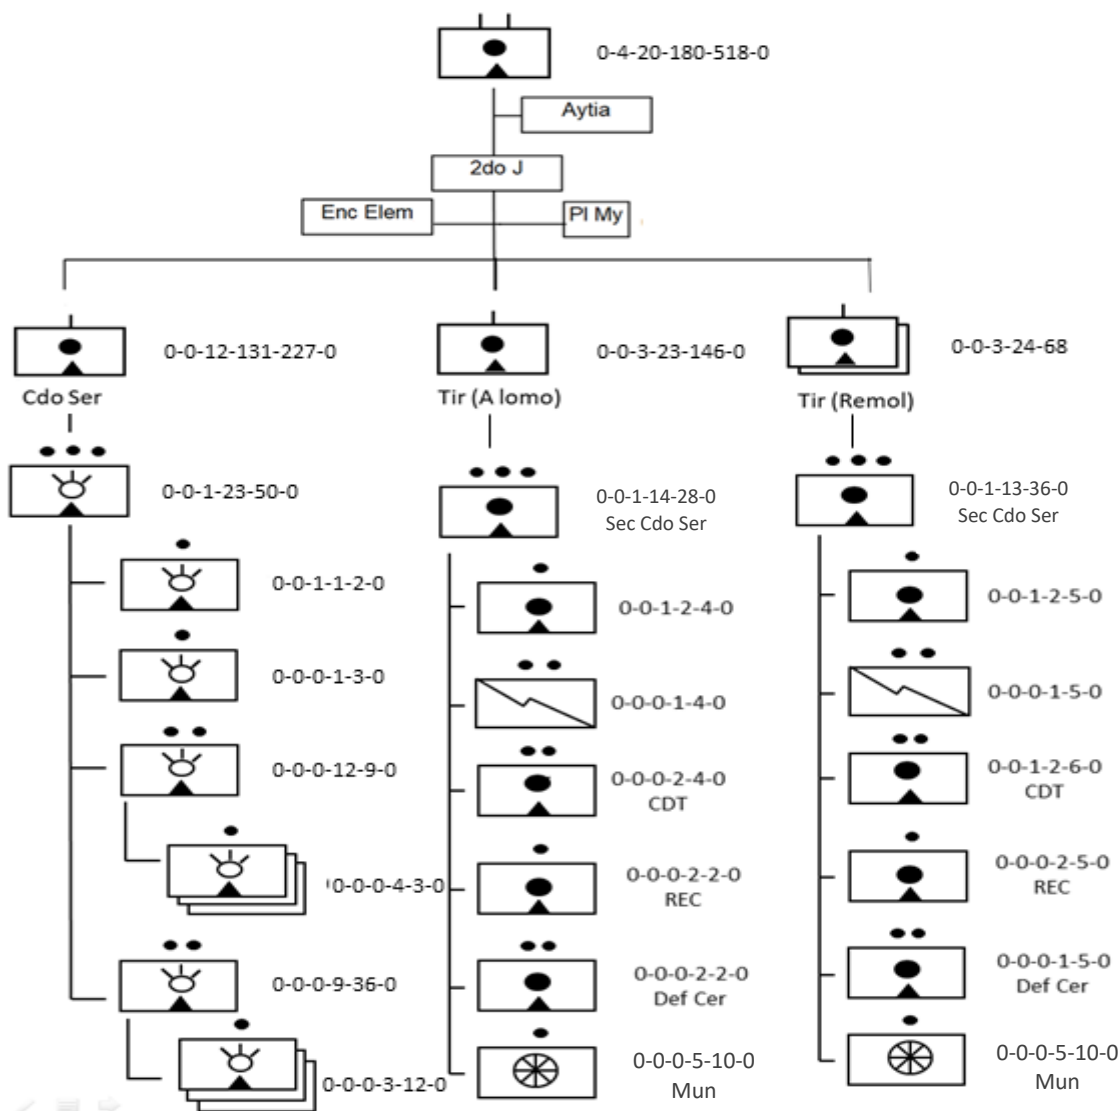 0-4-20-180-518-0
Aytia
2do J
Enc Elem
Pl My
0-0-12-131-227-0
Cdo Ser
0-0-3-23-146-0
Tir (A lomo)
0-0-3-24-68
Tir (Remol)
0-0-1-23-50-0
0-0-1-1-2-0
0-0-0-1-3-0
0-0-0-12-9-0
0-0-0-4-3-0
0-0-0-9-36-0
0-0-0-3-12-0
0-0-1-14-28-0
Sec Cdo Ser
0-0-1-2-4-0
0-0-0-1-4-0
0-0-0-2-4-0
CDT
0-0-0-2-2-0
REC
0-0-0-2-2-0
Def Cer
0-0-0-5-10-0
Mun
0-0-1-13-36-0
Sec Cdo Ser
0-0-1-2-5-0
0-0-0-1-5-0
0-0-1-2-6-0
CDT
0-0-0-2-5-0
REC
0-0-0-1-5-0
Def Cer
0-0-0-5-10-0
Mun